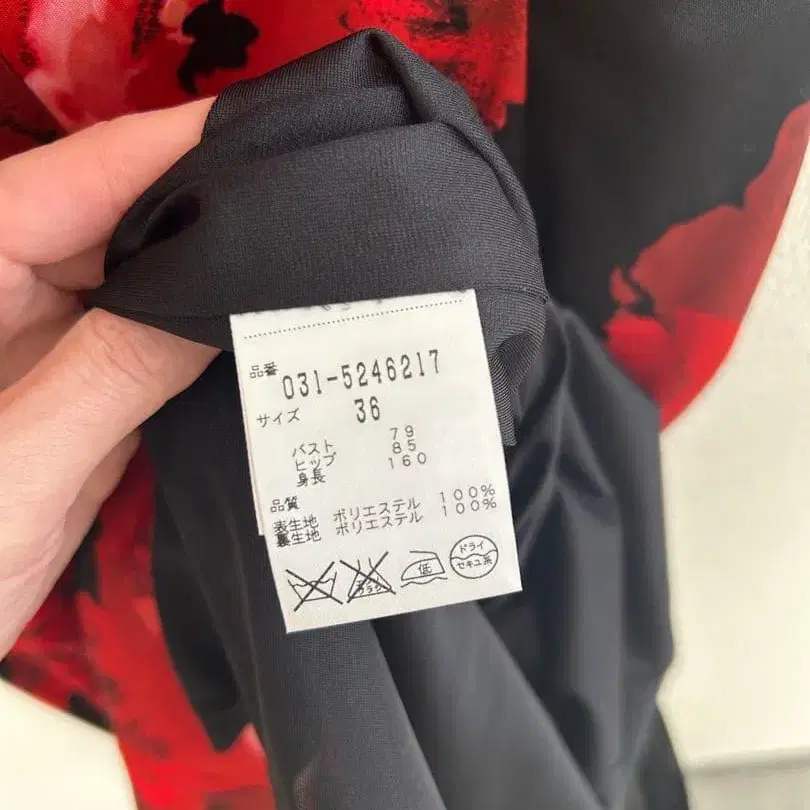 品番 031-5246217
サイズ 36
バスト 79
ヒップ 85
身長 160
品質
表生地 ポリエステル 100%
裏生地 ポリエステル 100%
低 ドライ
セキユ系